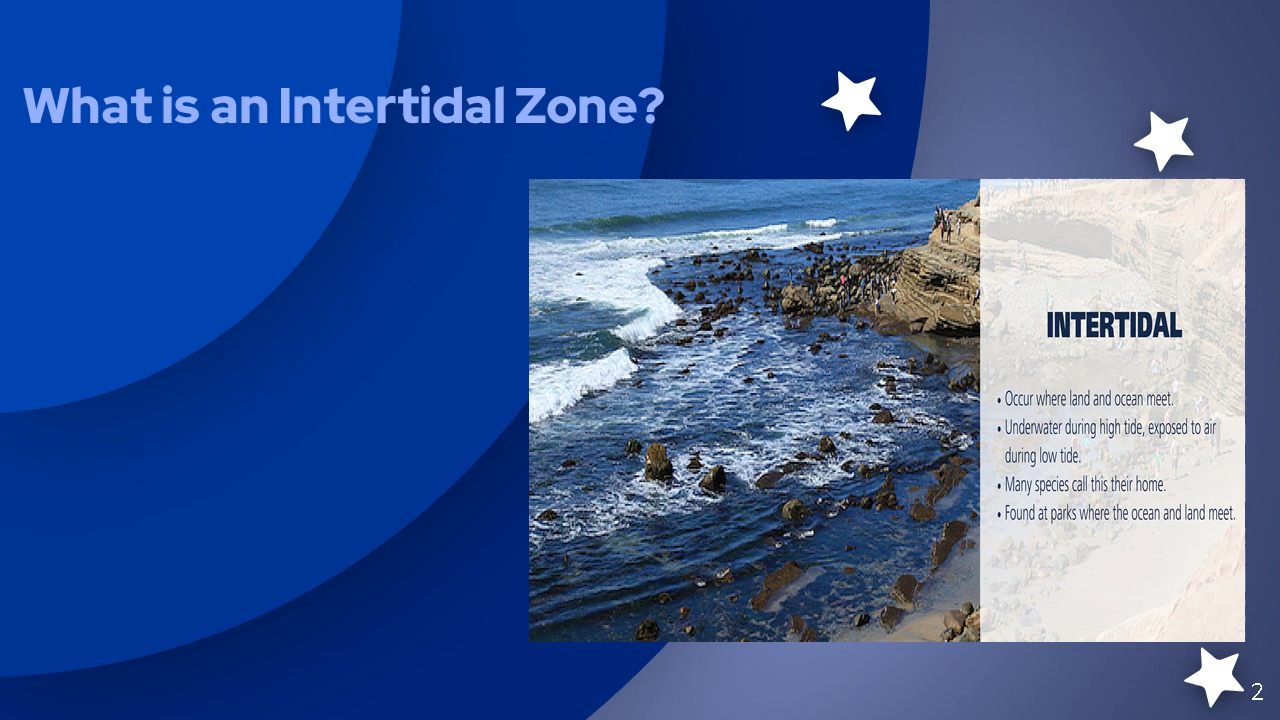 What is an Intertidal Zone?
INTERTIDAL
• Occur where land and ocean meet.
• Underwater during high tide, exposed to air
during low tide.
• Many species call this their home.
• Found at parks where the ocean and land meet.
2